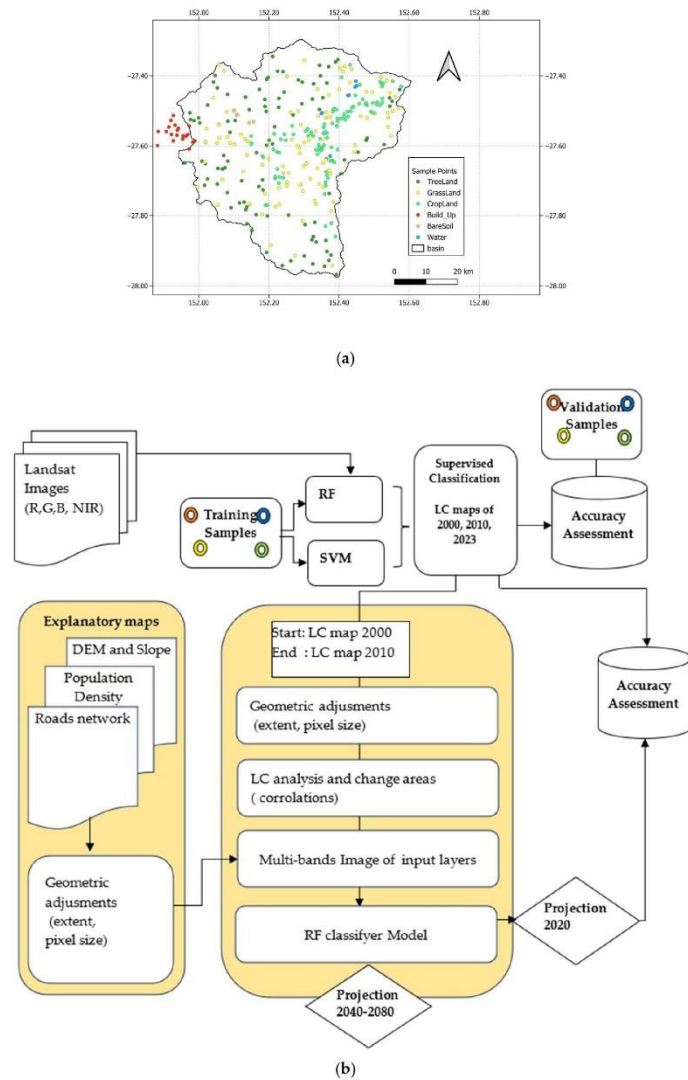 152.00 152.20 152.40 152.60 152.80
−27.40 −27.40
−27.60 −27.60
−27.80 −27.80
−28.00 −28.00
Sample Points
TreeLand
GrassLand
CropLand
Build_Up
BareSoil
Water
basin
0 10 20 km
152.00 152.20 152.40 152.60 152.80
(a)
Landsat
Images
(R,G,B, NIR)
Training
Samples
RF
SVM
Supervised
Classification
LC maps of
2000, 2010,
2023
Validation
Samples
Accuracy
Assessment
Explanatory maps
DEM and Slope
Population
Density
Roads network
Geometric
adjusments
(extent,
pixel size)
Start: LC map 2000
End : LC map 2010
Geometric adjusments
(extent, pixel size)
LC analysis and change areas
( corrolations)
Multi-bands Image of input layers
RF classifyer Model
Projection
2040-2080
Projection
2020
Accuracy
Assessment
(b)